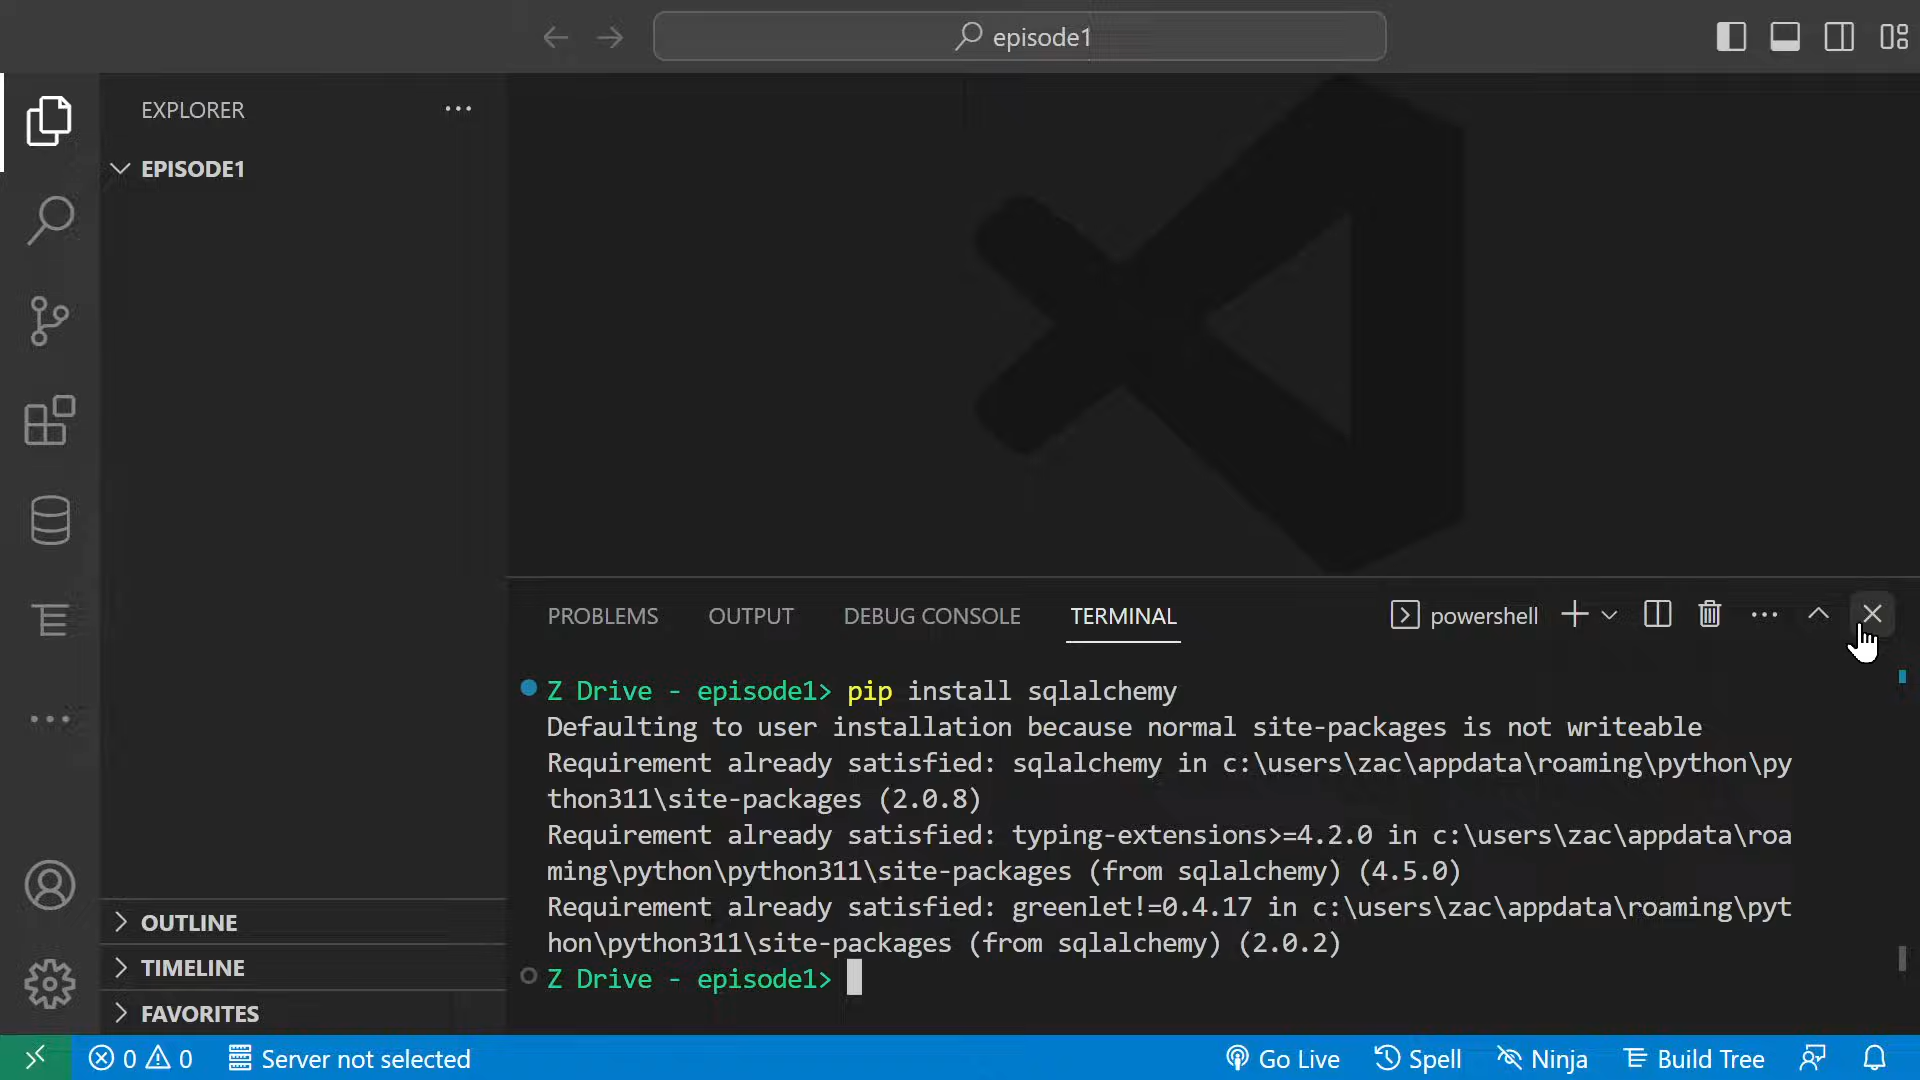 episode1
EXPLORER
EPISODE1
PROBLEMS OUTPUT DEBUG CONSOLE TERMINAL powershell
Z Drive - episode1> pip install sqlalchemy
Defaulting to user installation because normal site-packages is not writeable
Requirement already satisfied: sqlalchemy in c:\users\zac\appdata\roaming\python\py
thon311\site-packages (2.0.8)
Requirement already satisfied: typing-extensions>=4.2.0 in c:\users\zac\appdata\roa
ming\python\python311\site-packages (from sqlalchemy) (4.5.0)
Requirement already satisfied: greenlet!=0.4.17 in c:\users\zac\appdata\roaming\pyt
hon\python311\site-packages (from sqlalchemy) (2.0.2)
Z Drive - episode1>
OUTLINE
TIMELINE
FAVORITES
0 0 Server not selected Go Live Spell Ninja Build Tree